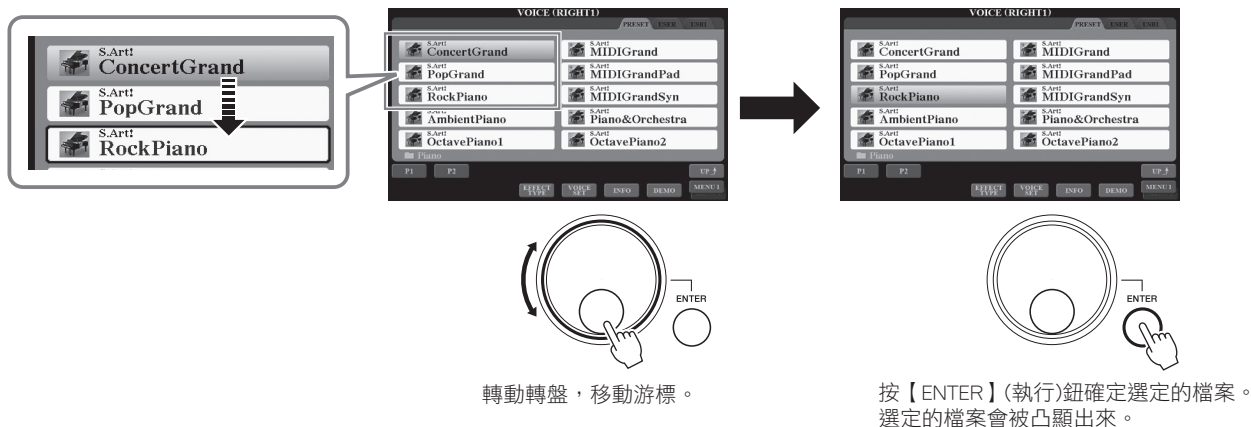 S.Art!
ConcertGrand
S.Art!
PopGrand
S.Art!
RockPiano
VOICE (RIGHT1)
PRESET USER USB1
S.Art!
ConcertGrand
S.Art!
MIDIGrand
S.Art!
PopGrand
S.Art!
MIDIGrandPad
S.Art!
RockPiano
S.Art!
MIDIGrandSyn
S.Art!
AmbientPiano
S.Art!
Piano&Orchestra
S.Art!
OctavePiano1
S.Art!
OctavePiano2
Piano
P1 P2 UP
EFFECT TYPE VOICE SET INFO DEMO MENU 1
VOICE (RIGHT1)
PRESET USER USB1
S.Art!
ConcertGrand
S.Art!
MIDIGrand
S.Art!
PopGrand
S.Art!
MIDIGrandPad
S.Art!
RockPiano
S.Art!
MIDIGrandSyn
S.Art!
AmbientPiano
S.Art!
Piano&Orchestra
S.Art!
OctavePiano1
S.Art!
OctavePiano2
Piano
P1 P2 UP
EFFECT TYPE VOICE SET INFO DEMO MENU 1
ENTER
ENTER
轉動轉盤，移動游標。
按【ENTER】(執行)鈕確定選定的檔案。
選定的檔案會被凸顯出來。